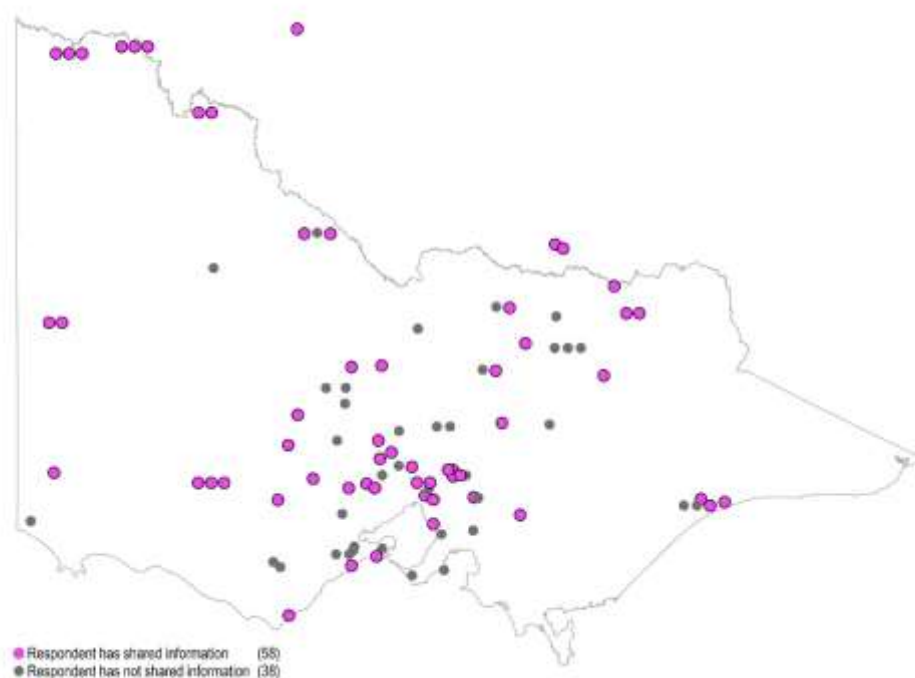 Respondent has shared information (58)
Respondent has not shared information (38)